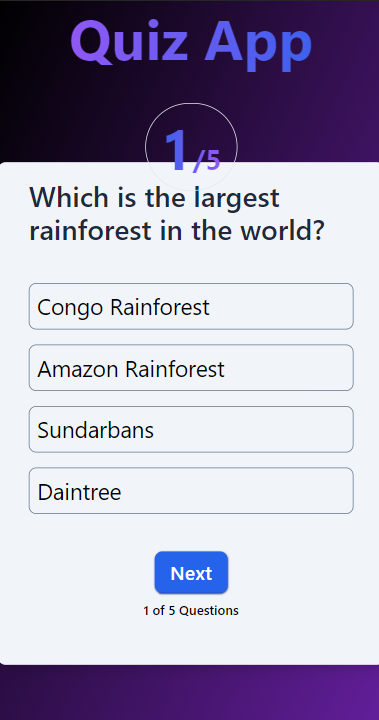 Quiz App
1/5
Which is the largest
rainforest in the world?
Congo Rainforest
Amazon Rainforest
Sundarbans
Daintree
Next
1 of 5 Questions